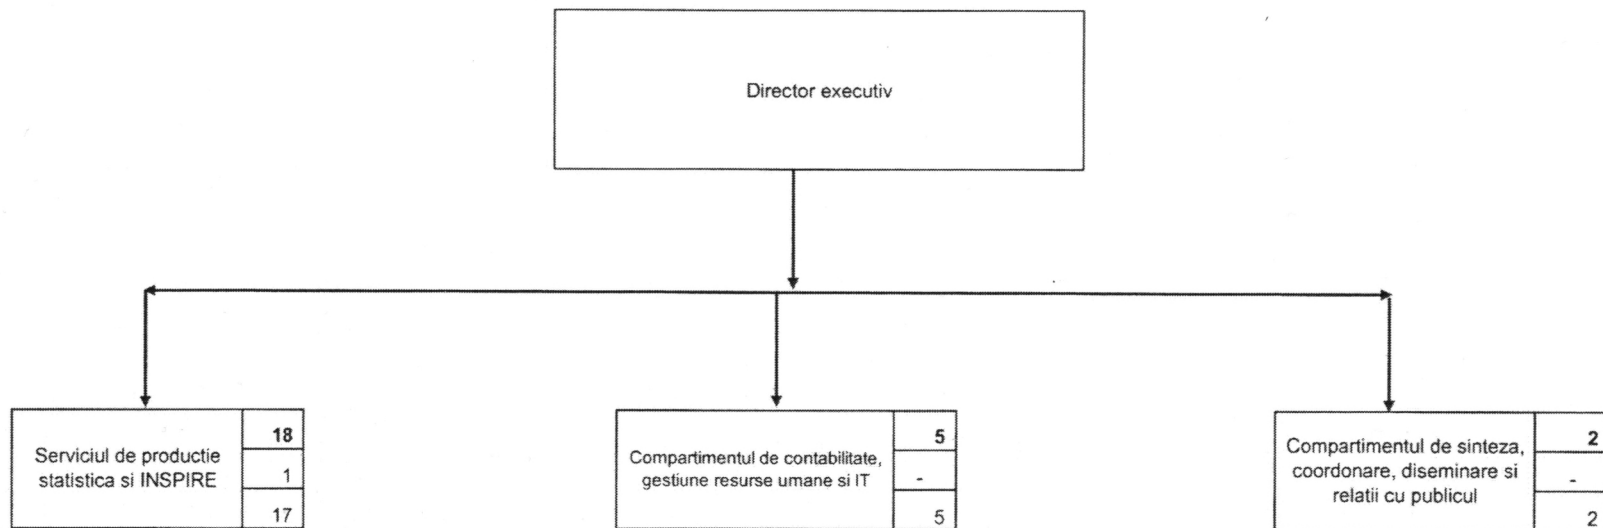 Director executiv
Serviciul de productie
statistica si INSPIRE
18
1
17
Compartimentul de contabilitate,
gestiune resurse umane si IT
5
-
5
Compartimentul de sinteza,
coordonare, diseminare si
relatii cu publicul
2
-
2